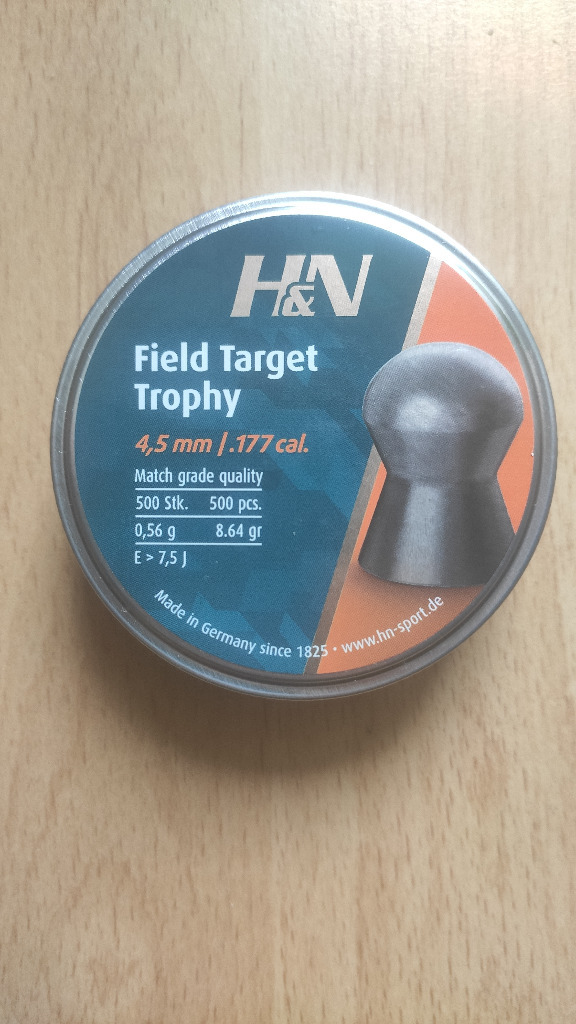 H&N
Field Target
Trophy
4,5 mm | .177 cal.
Match grade quality
500 Stk. 500 pcs.
0,56 g 8.64 gr
E > 7,5 J
Made in Germany since 1825 • www.hn-sport.de